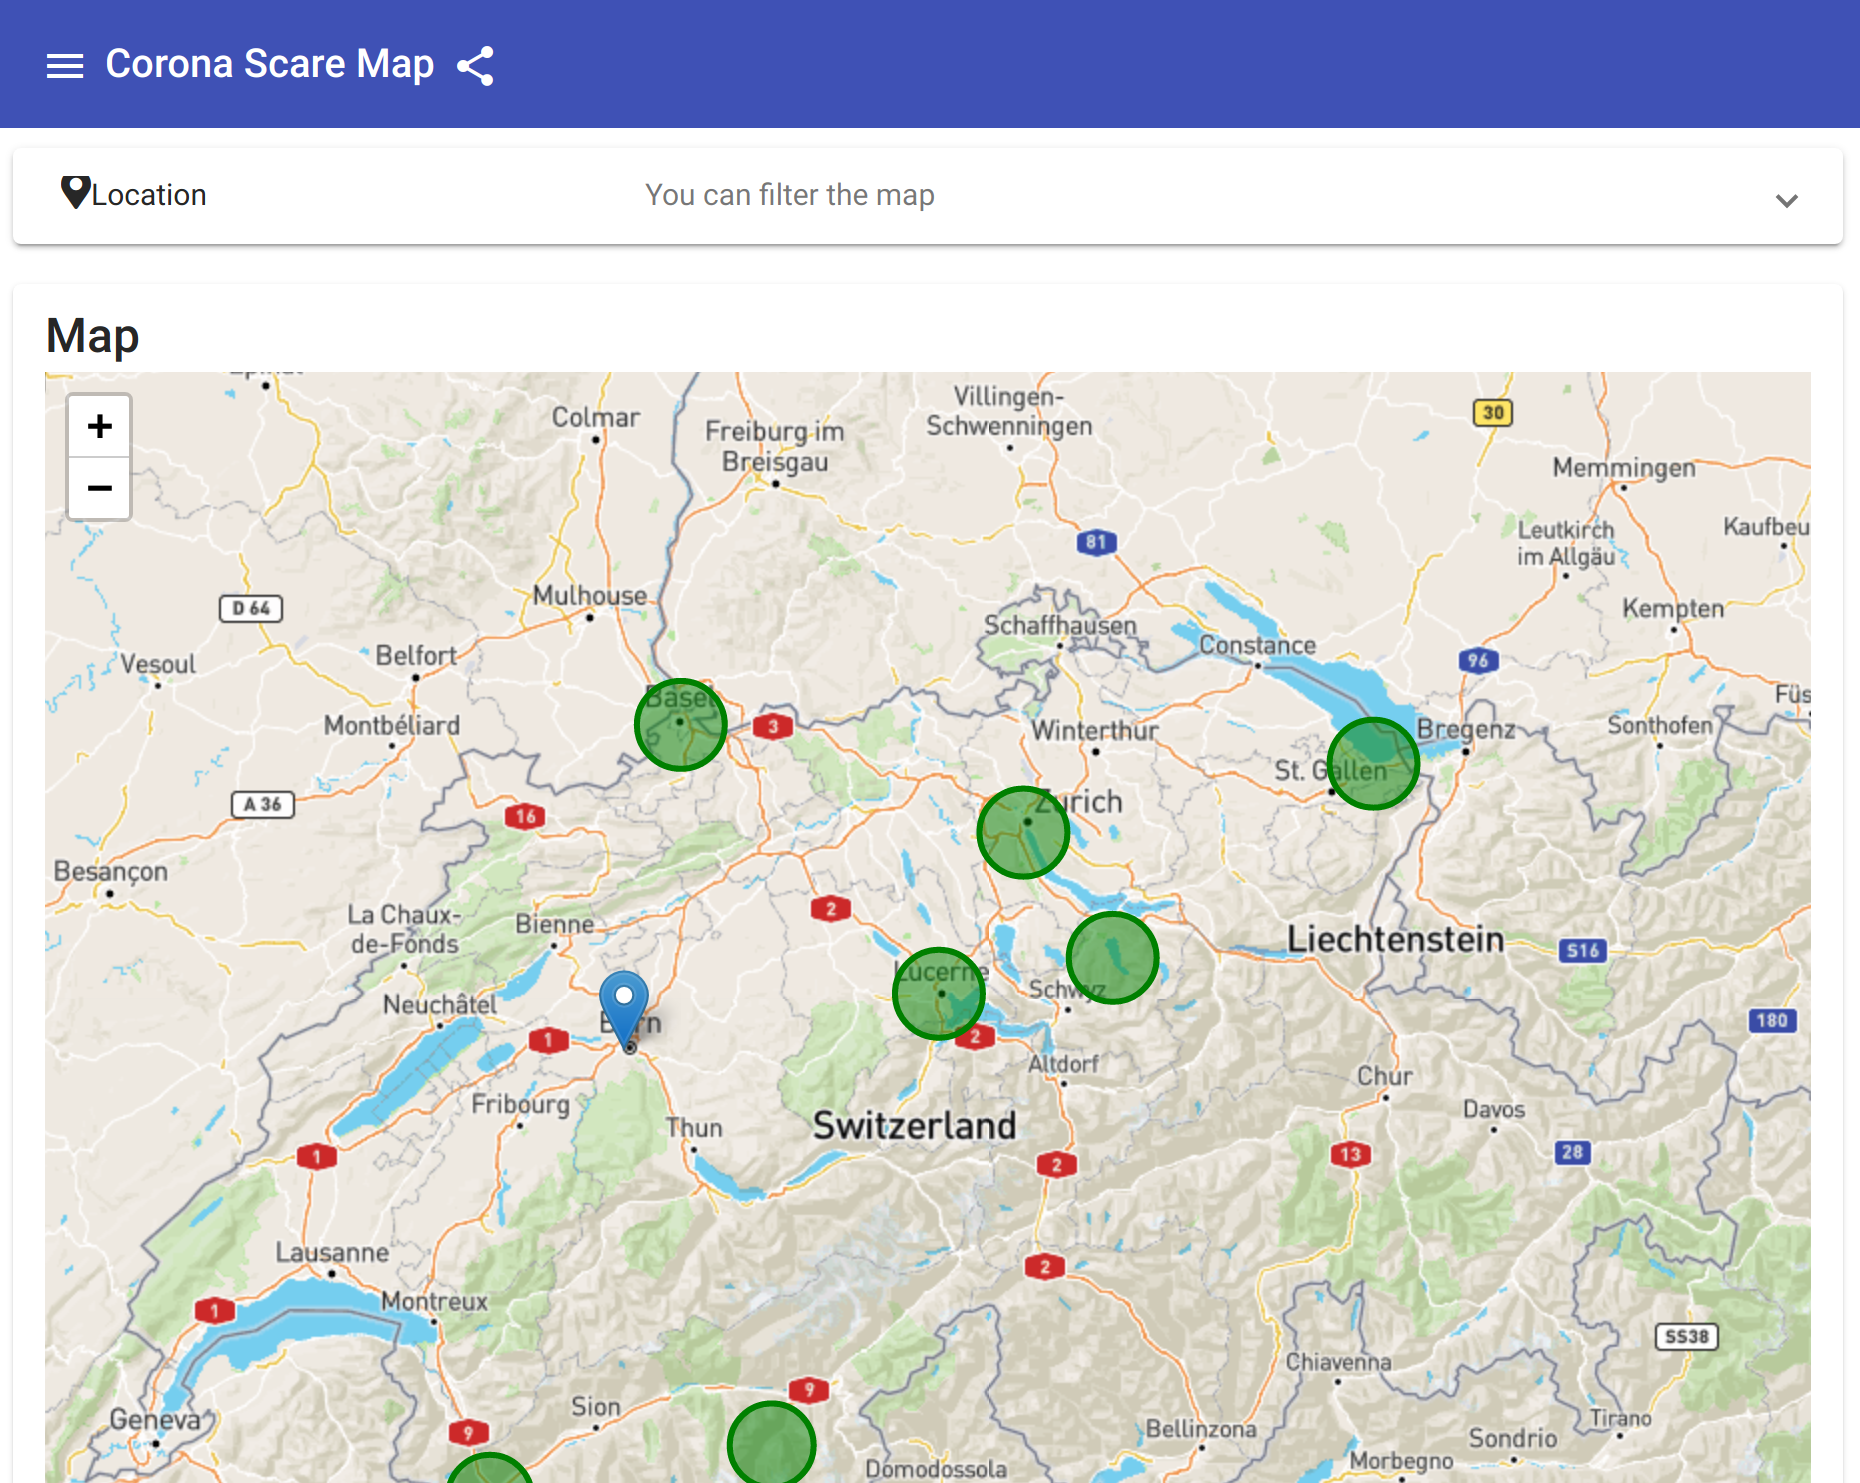 Corona Scare Map
Location
You can filter the map
Map
+
−
Colmar
Freiburg im
Breisgau
Villingen-
Schwenningen
30
Memmingen
81
Leutkirch
im Allgäu
Kaufbeu
D 64
Mulhouse
Schaffhausen
Constance
Kempten
Vesoul
Belfort
96
Basel
Füs
Montbéliard
3
Winterthur
Bregenz
Sonthofen
St. Gallen
A 36
16
Zurich
Besançon
La Chaux-
de-Fonds
Bienne
2
Liechtenstein
S16
Lucerne
Schwyz
Neuchâtel
Bern
1
2
180
Altdorf
Chur
Fribourg
Thun
Switzerland
Davos
1
2
13
28
Lausanne
2
Montreux
1
SS38
Chiavenna
9
Sion
Geneva
9
Bellinzona
Tirano
Sondrio
Domodossola
Morbegno